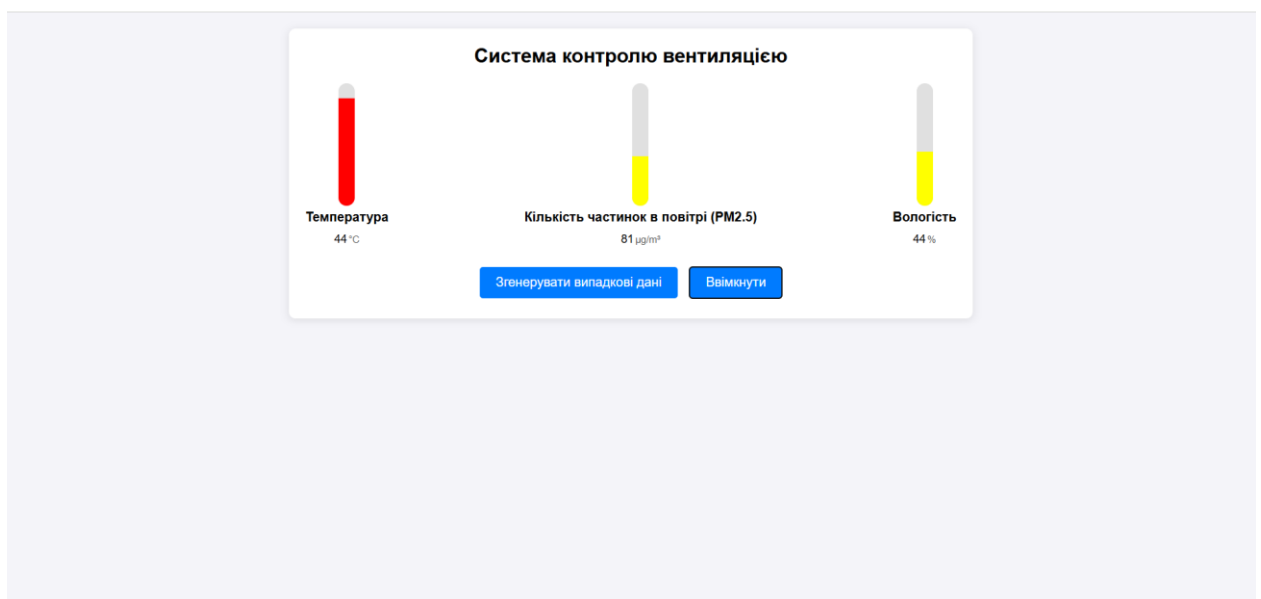 Система контролю вентиляцією
Температура
44 °C
Кількість частинок в повітрі (PM2.5)
81 μg/m³
Вологість
44 %
Згенерувати випадкові дані
Ввімкнути